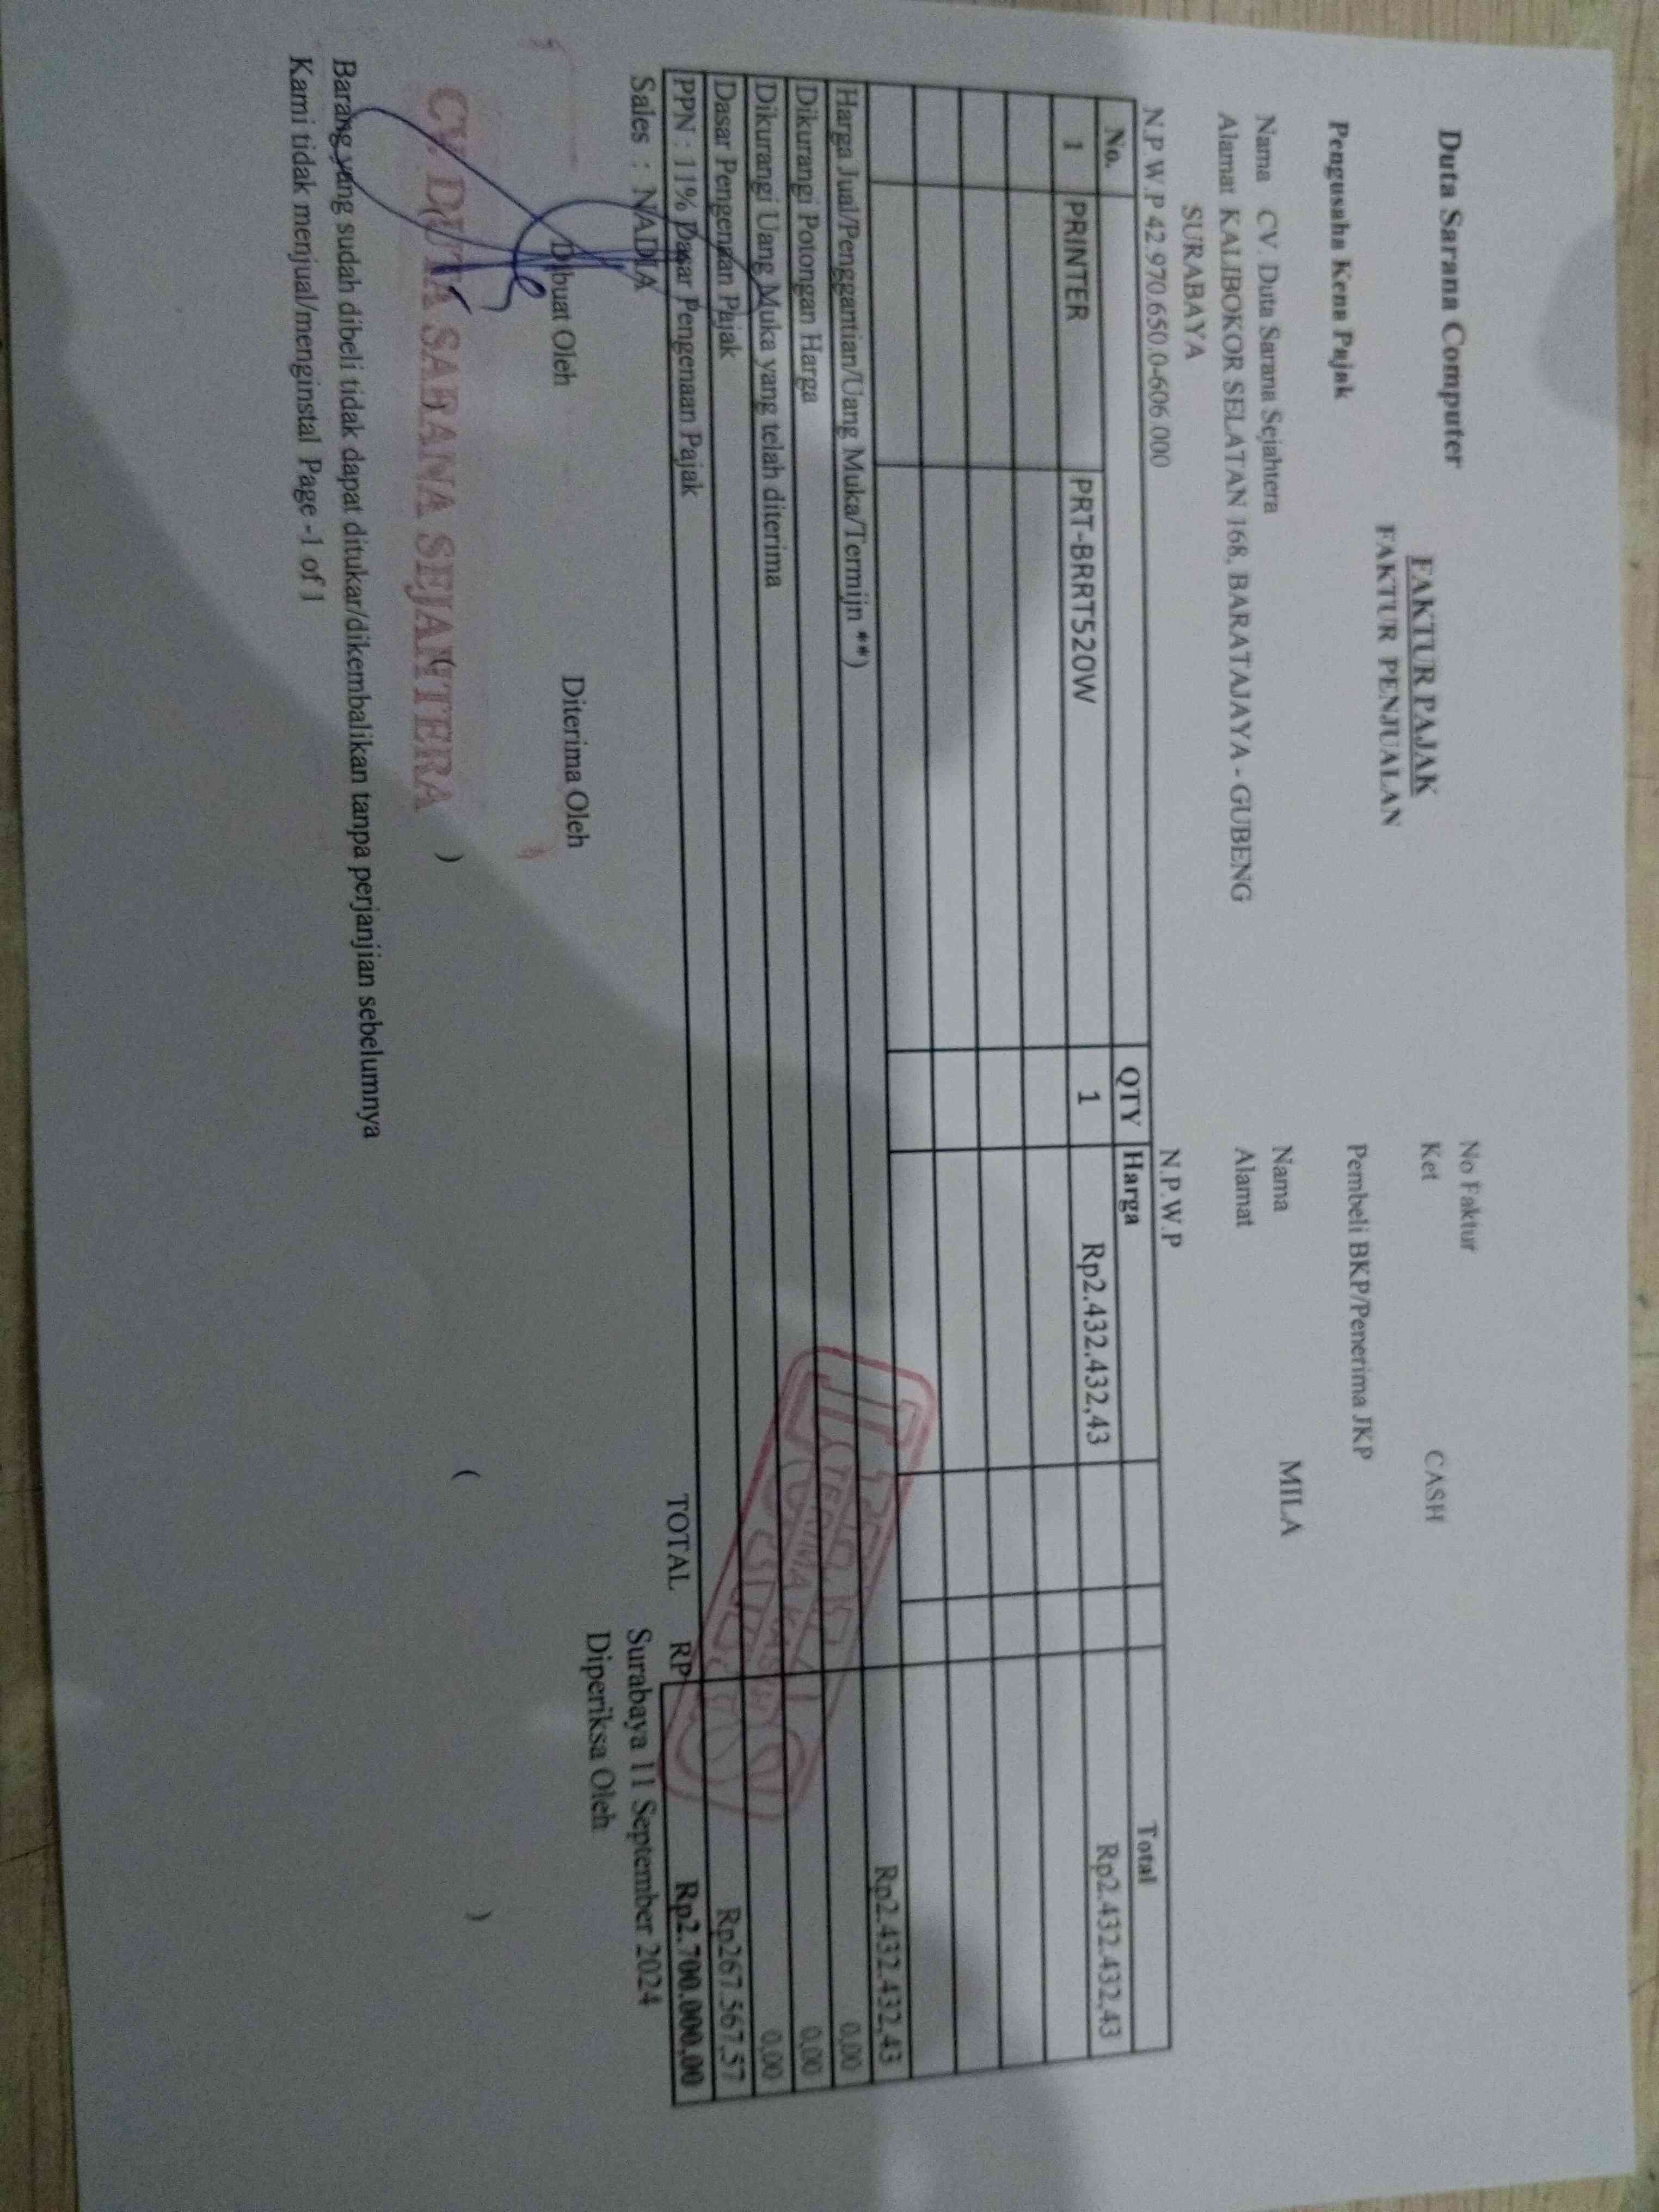 Duta Sarana Computer
FAKTUR PAJAK
FAKTUR PENJUALAN
No Faktur
Ket CASH
Pengusaha Kena Pajak
Pembeli BKP/Penerima JKP
Nama CV. Duta Sarana Sejahtera
Nama MILA
Alamat KALIBOKOR SELATAN 168, BARATAJAYA - GUBENG
SURABAYA
Alamat
N.P.W.P 42.970.650.0-606.000
N.P.W.P
No. QTY Harga Total
1 PRINTER PRT-BRRT520W 1 Rp2.432.432,43 Rp2.432.432,43
Rp2.432.432,43
Harga Jual/Penggantian/Uang Muka/Termijn **) 0,00
Dikurangi Potongan Harga 0,00
Dikurangi Uang Muka yang telah diterima 0,00
Dasar Pengenaan Pajak Rp267.567,57
PPN : 11% Dasar Pengenaan Pajak TOTAL RP Rp2.700.000,00
Sales : NADIA
Surabaya 11 September 2024
Dibuat Oleh Diterima Oleh Diperiksa Oleh
CV DUTA SARANA SEJAHTERA
( ) ( )
Barang yang sudah dibeli tidak dapat ditukar/dikembalikan tanpa perjanjian sebelumnya
Kami tidak menjual/menginstal Page -1 of 1